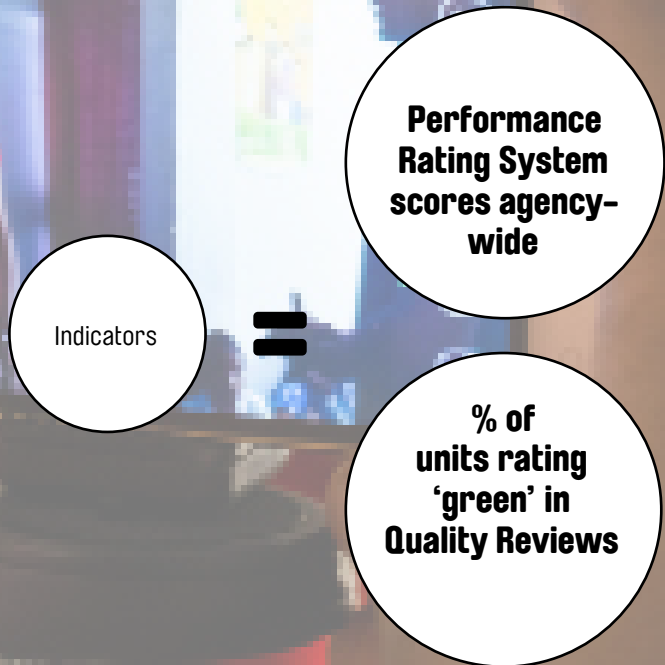 Performance
Rating System
scores agency-
wide
Indicators
=
% of
units rating
‘green’ in
Quality Reviews